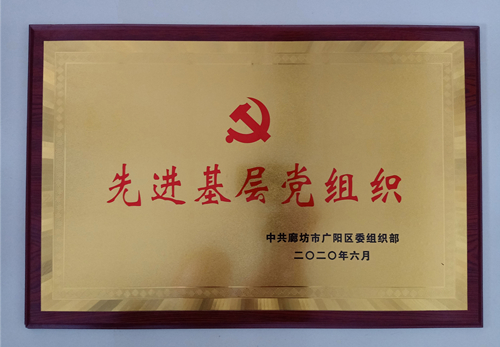 先进基层党组织
中共廊坊市广阳区委组织部
二〇二〇年六月